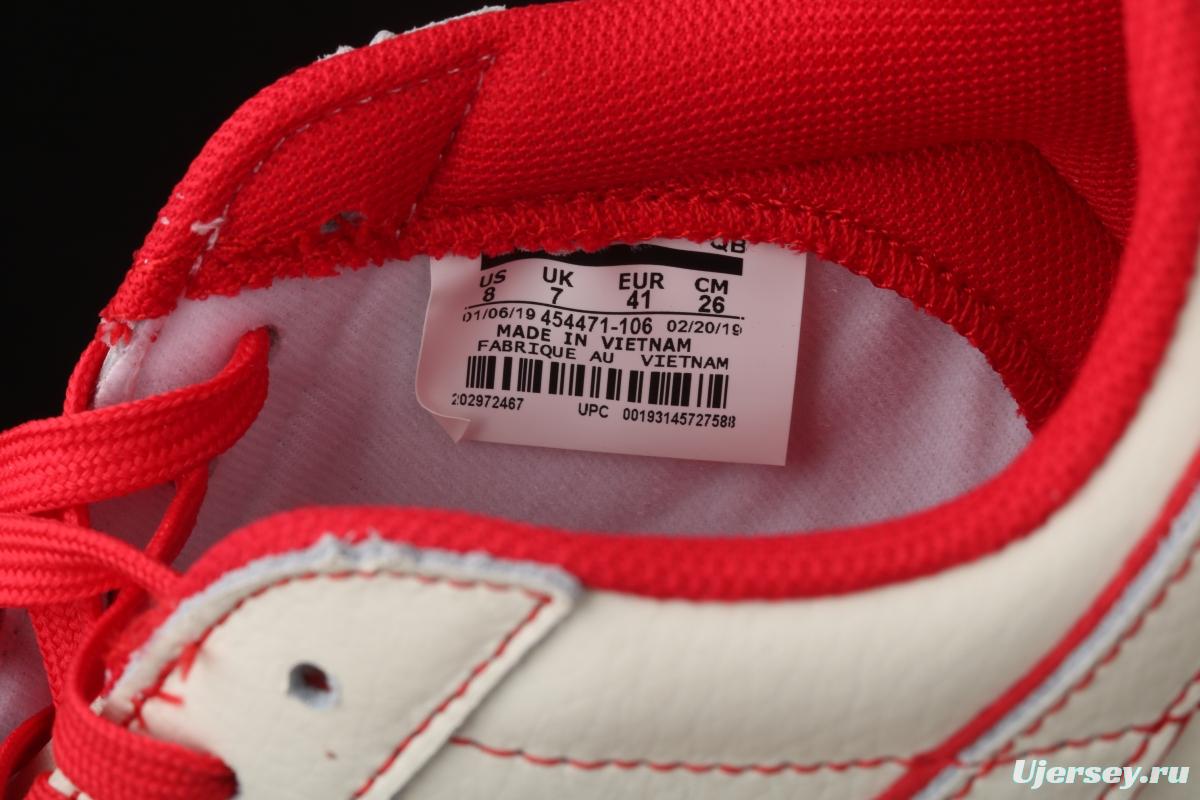 QB
US UK EUR CM
8 7 41 26
01/06/19 454471-106 02/20/19
MADE IN VIETNAM
FABRIQUE AU VIETNAM
202972467 UPC 00193145727588
Ujersey.ru